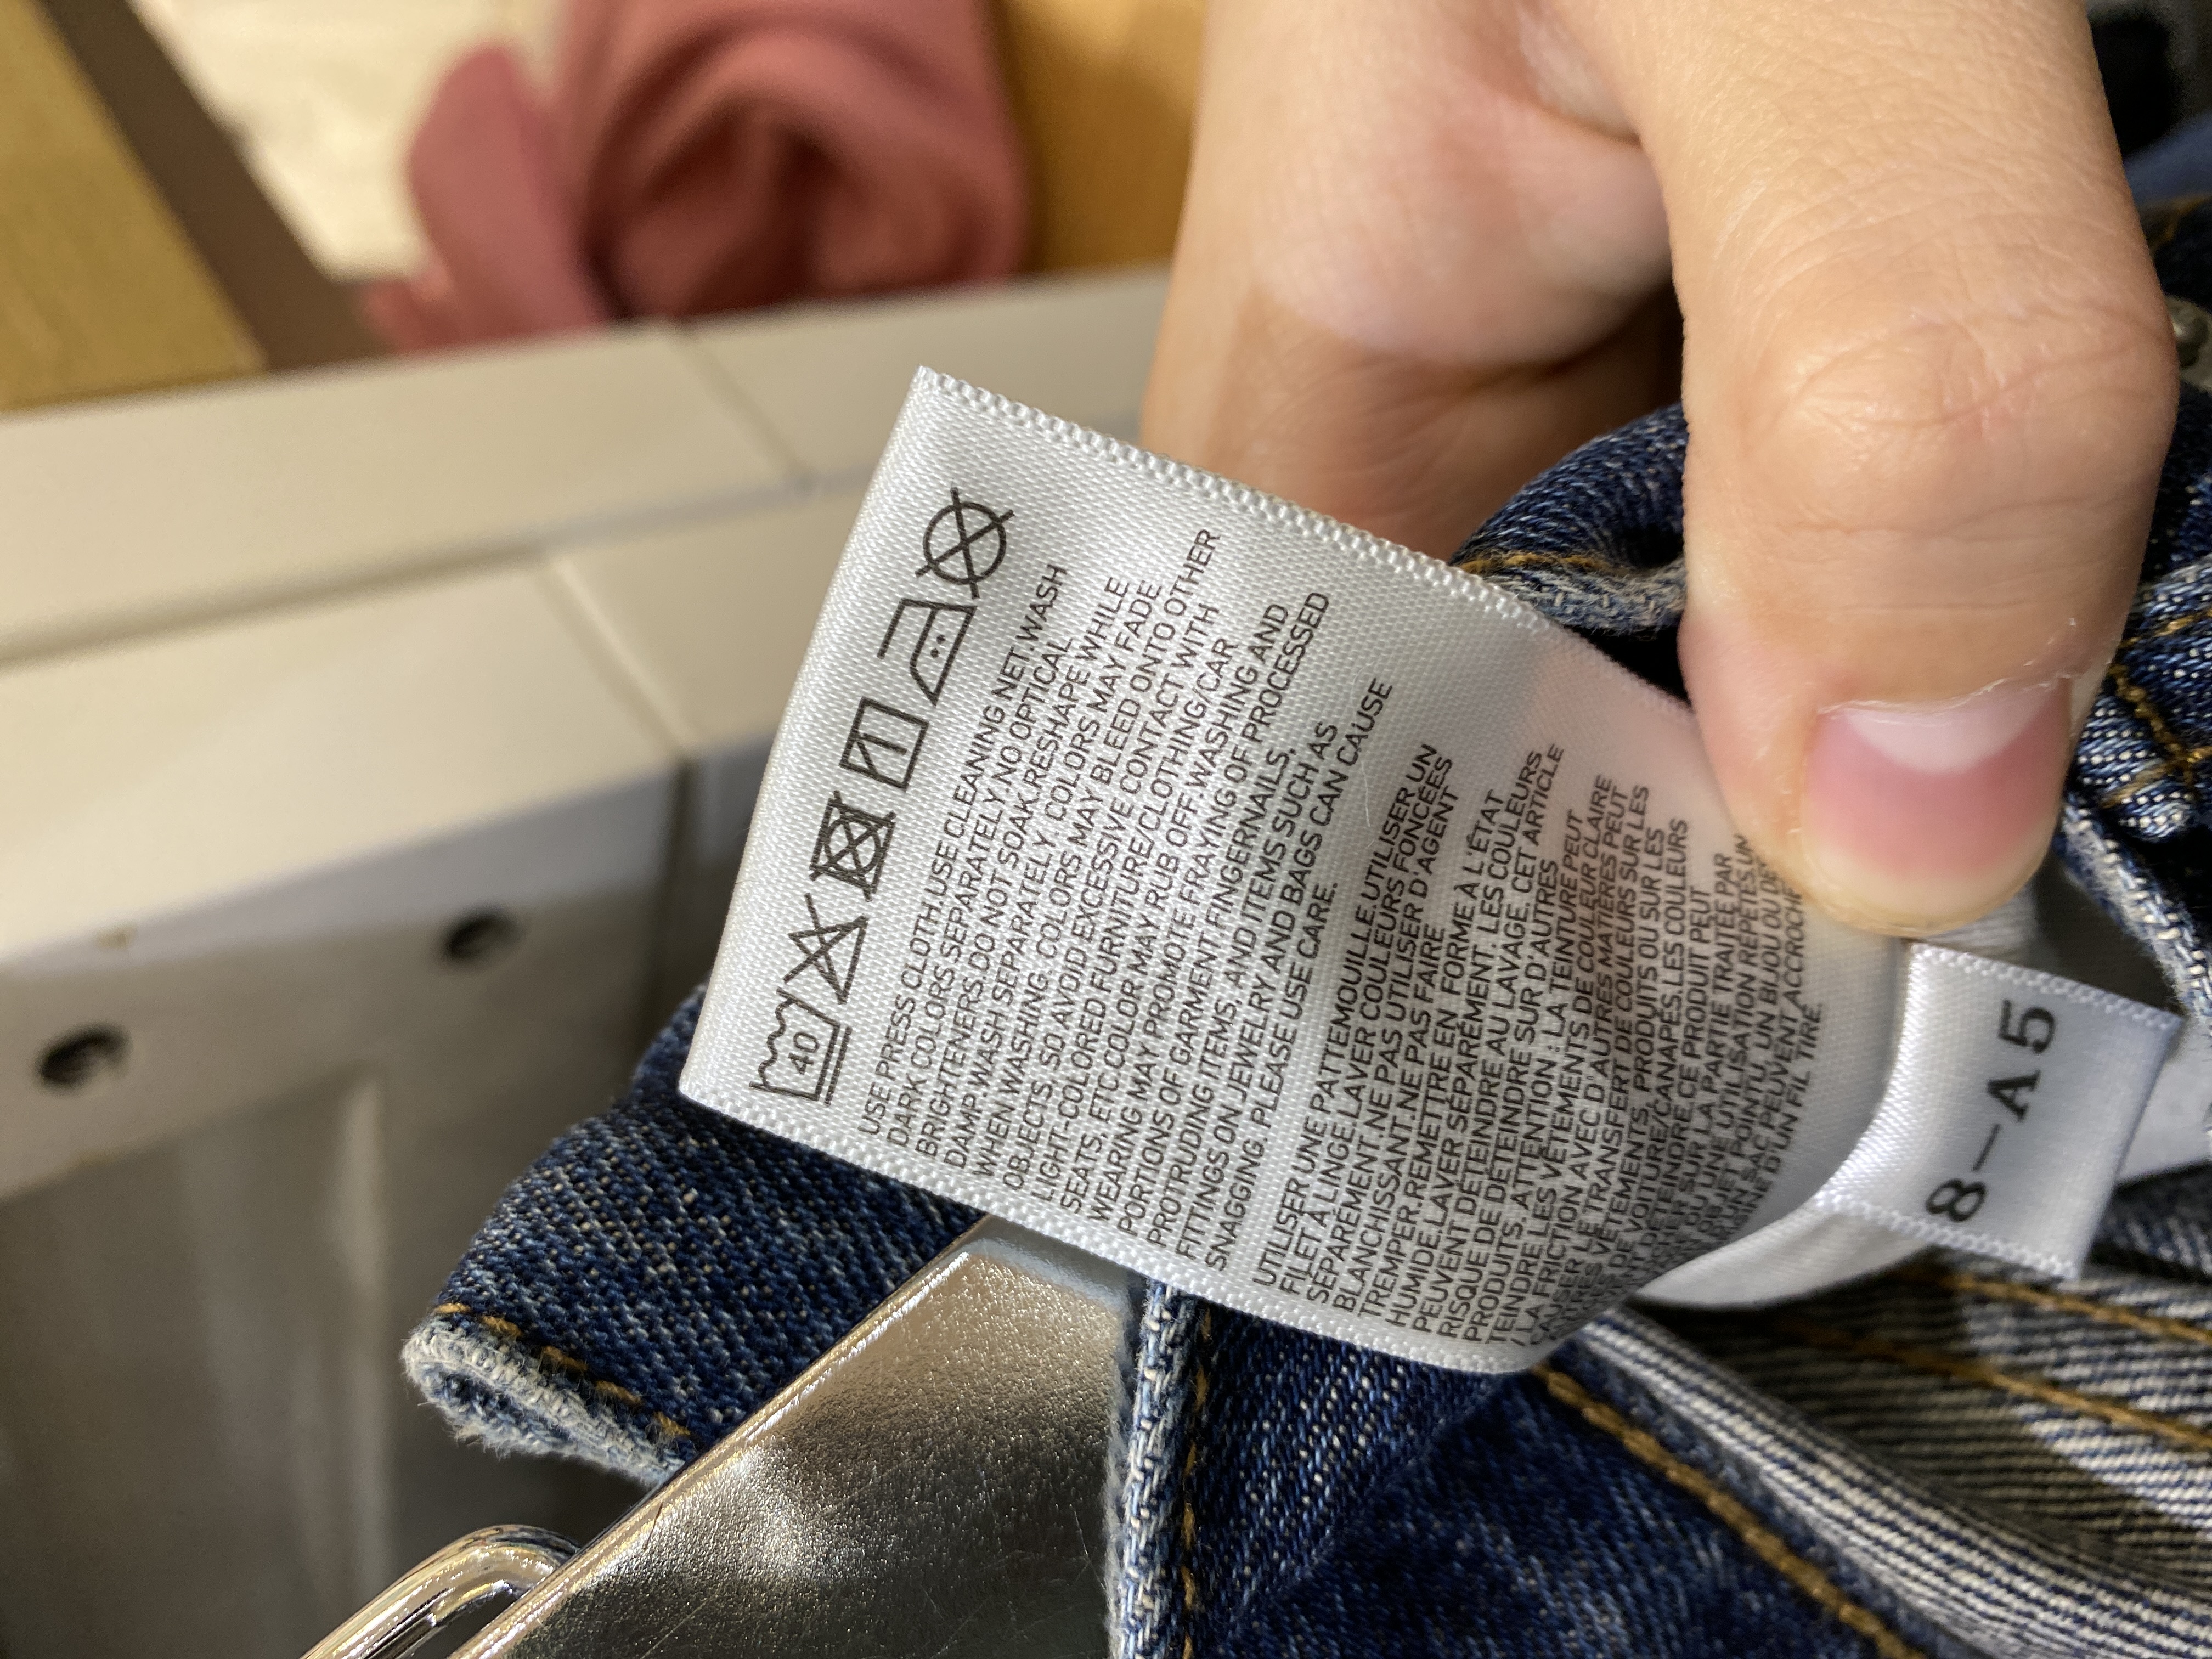 40
USE PRESS CLOTH.USE CLEANING NET.WASH
DARK COLORS SEPARATELY.NO OPTICAL
BRIGHTENERS.DO NOT SOAK.RESHAPE WHILE
DAMP.WASH SEPARATELY. COLORS MAY FADE
WHEN WASHING. COLORS MAY BLEED ONTO OTHER
OBJECTS, SO AVOID EXCESSIVE CONTACT WITH
LIGHT-COLORED FURNITURE/CLOTHING/CAR
SEATS, ETC.COLOR MAY RUB OFF.WASHING AND
WEARING MAY PROMOTE FRAYING OF PROCESSED
PORTIONS OF GARMENT.FINGERNAILS,
PROTRUDING ITEMS, AND ITEMS SUCH AS
FITTINGS ON JEWELRY AND BAGS CAN CAUSE
SNAGGING. PLEASE USE CARE.
UTILISER UNE PATTEMOUILLE.UTILISER UN
FILET À LINGE.LAVER COULEURS FONCÉES
SÉPARÉMENT.NE PAS UTILISER D'AGENT
BLANCHISSANT.NE PAS FAIRE
TREMPER.REMETTRE EN FORME À L'ÉTAT
HUMIDE.LAVER SÉPARÉMENT. LES COULEURS
PEUVENT DÉTEINDRE AU LAVAGE. CET ARTICLE
RISQUE DE DÉTEINDRE SUR D'AUTRES
PRODUITS. ATTENTION : LA TEINTURE PEUT
TEINDRE LES VÊTEMENTS DE COULEUR CLAIRE
/ LA FRICTION AVEC D'AUTRES MATIÈRES PEUT
CAUSER LE TRANSFERT DE COULEURS SUR LES
VÊTEMENTS, PRODUITS OU SUR LES
DE VOITURE/CANAPÉS.LES COULEURS
DÉTEINDRE.CE PRODUIT PEUT
SUR LA PARTIE TRAITÉE PAR
OU UNE UTILISATION RÉPÉTÉS.UN
OBJET POINTU, UN BIJOU OU
SAC PEUVENT
D'UN FIL TIRÉ.
8-A5